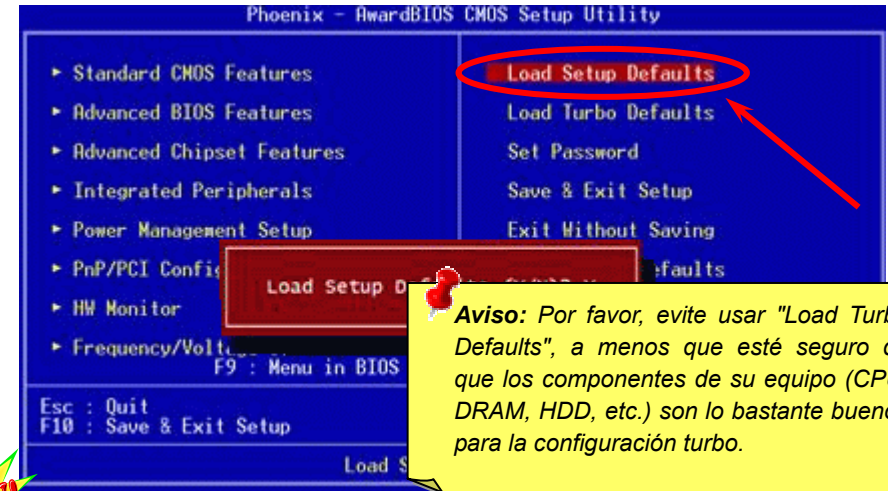 Phoenix - AwardBIOS CMOS Setup Utility
► Standard CMOS Features
► Advanced BIOS Features
► Advanced Chipset Features
► Integrated Peripherals
► Power Management Setup
► PnP/PCI Config
► HW Monitor
► Frequency/Volt
Load Setup Defaults
Load Turbo Defaults
Set Password
Save & Exit Setup
Exit Without Saving
efaults
Load Setup D
F9 : Menu in BIOS
Esc : Quit
F10 : Save & Exit Setup
Load S
Aviso: Por favor, evite usar "Load Turb
Defaults", a menos que esté seguro
que los componentes de su equipo (CP
DRAM, HDD, etc.) son lo bastante bueno
para la configuración turbo.